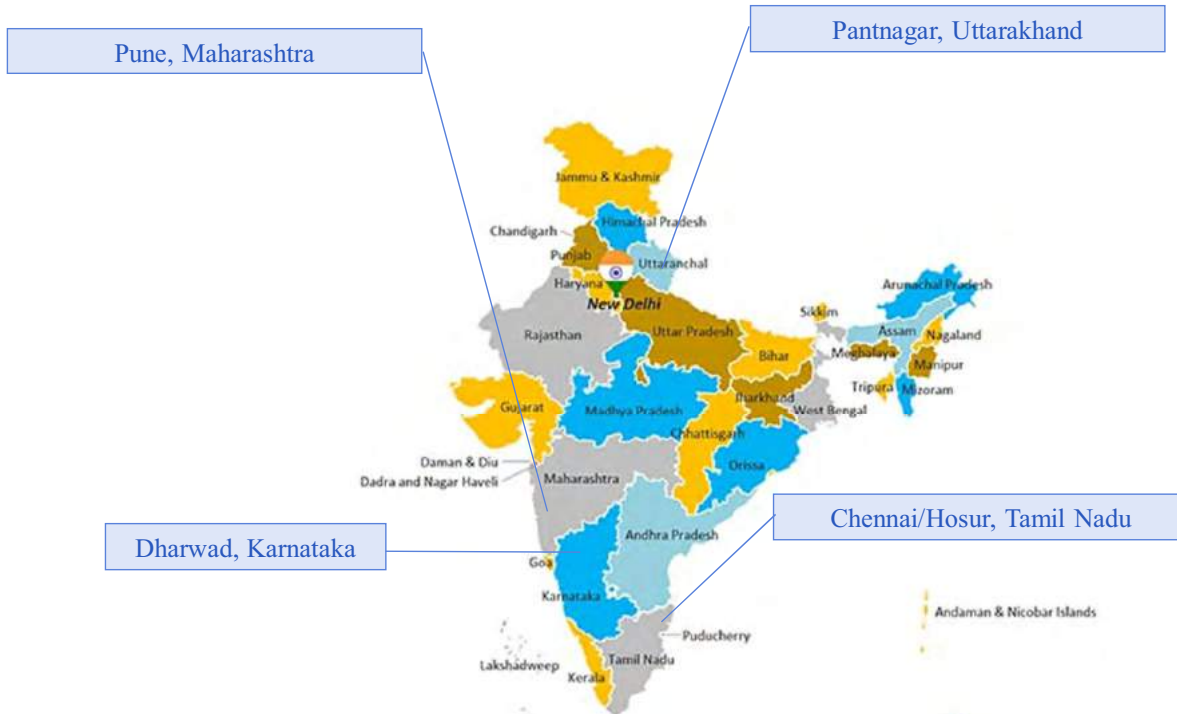 Pantnagar, Uttarakhand
Pune, Maharashtra
Jammu & Kashmir
Himachal Pradesh
Chandigarh
Punjab
Uttaranchal
Haryana
New Delhi
Arunachal Pradesh
Sikkim
Assam
Nagaland
Rajasthan
Uttar Pradesh
Bihar
Meghalaya
Manipur
Tripura
Mizoram
Jharkhand
Gujarat
Madhya Pradesh
West Bengal
Chhattisgarh
Daman & Diu
Orissa
Dadra and Nagar Haveli
Maharashtra
Chennai/Hosur, Tamil Nadu
Andhra Pradesh
Dharwad, Karnataka
Goa
Karnataka
Andaman & Nicobar Islands
Puducherry
Lakshadweep
Tamil Nadu
Kerala